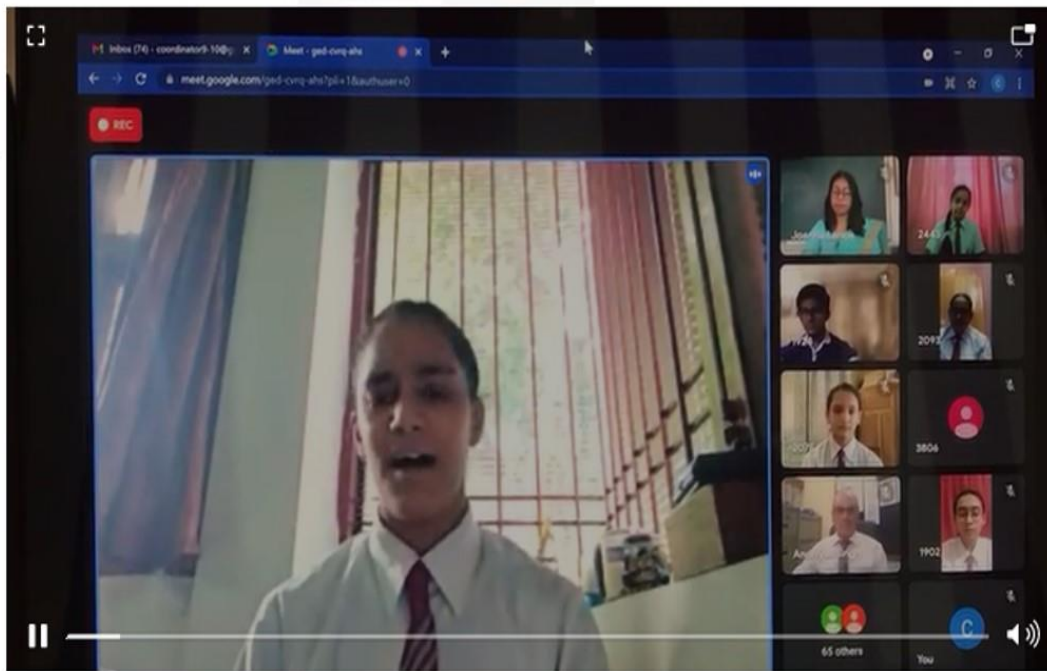 Inbox (74) - coordinator9-10@g
Meet - ged-cvrq-ahs
meet.google.com/ged-cvrq-ahs?pli=1&authuser=0
REC
2093
3806
1902
65 others
C
You